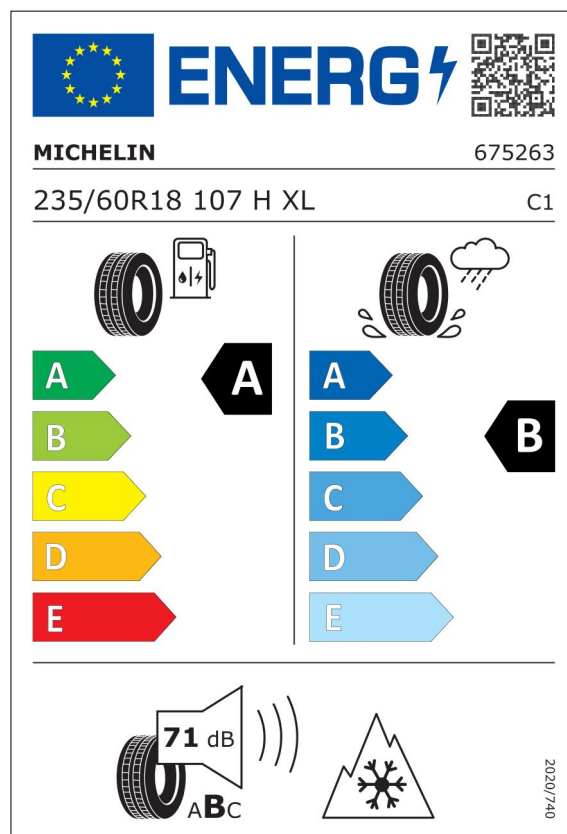 ENERG
MICHELIN 675263
235/60R18 107 H XL C1
A A
B
C
D
E
A
B B
C
D
E
71 dB
ABC
2020/740